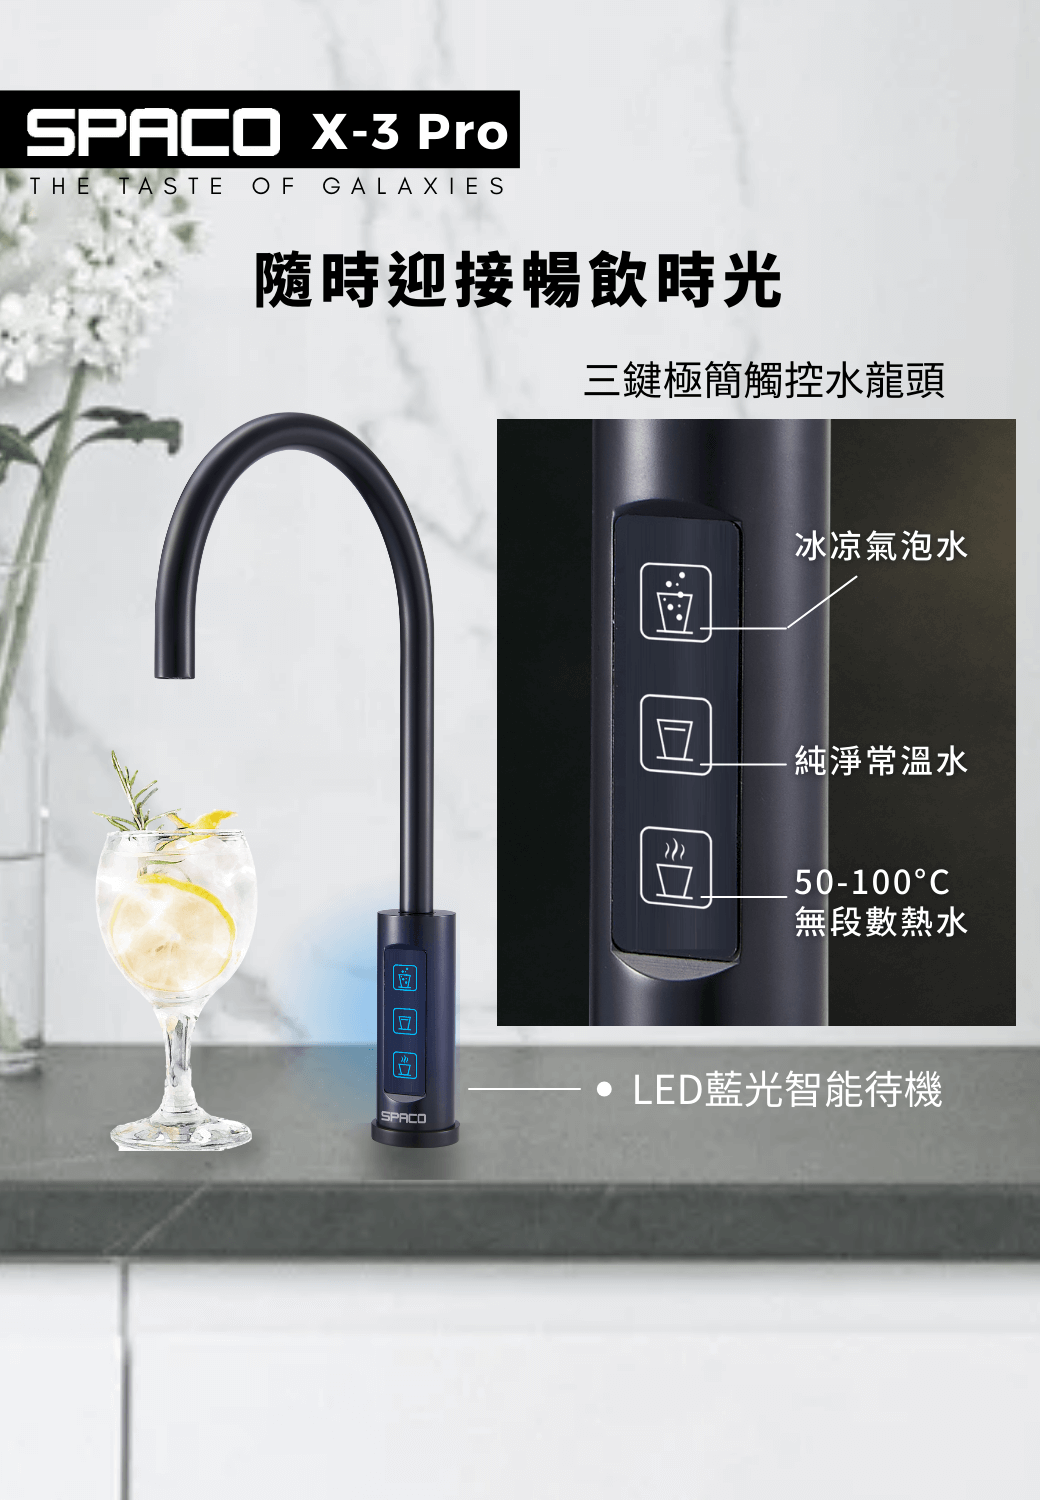 SPACO X-3 Pro
THE TASTE OF GALAXIES
隨時迎接暢飲時光
三鍵極簡觸控水龍頭
冰凉氣泡水
純淨常溫水
50-100°C
無段數熱水
LED藍光智能待機
SPACO